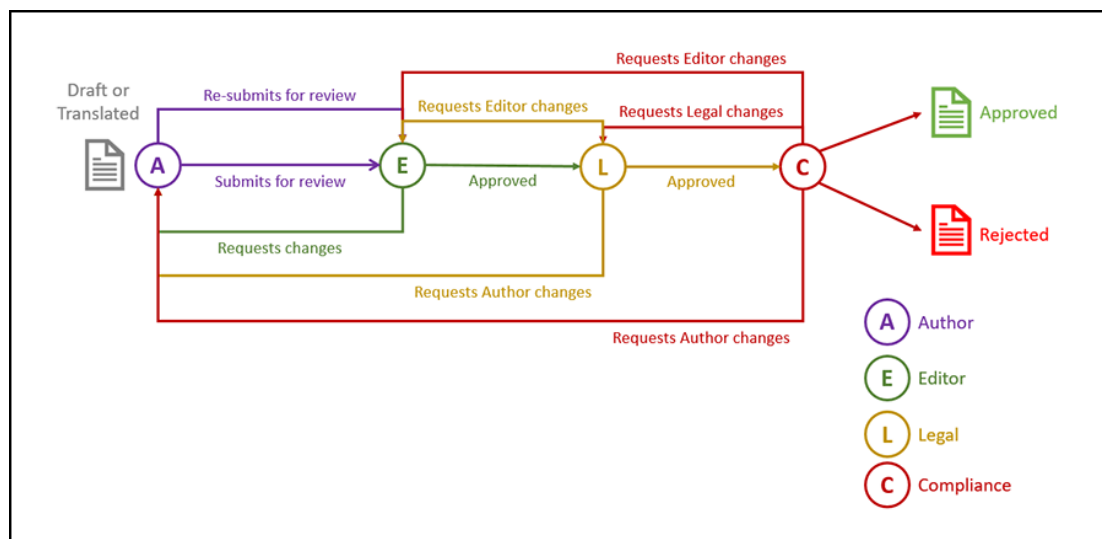 Requests Editor changes
Draft or
Translated
Re-submits for review
Requests Editor changes
Requests Legal changes
Approved
A
E
L
C
Submits for review
Approved
Approved
Requests changes
Rejected
Requests Author changes
Requests Author changes
A Author
E Editor
L Legal
C Compliance